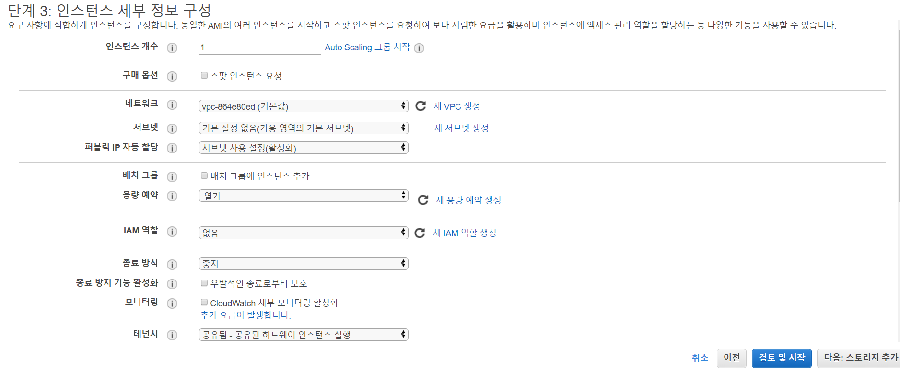 단계 3: 인스턴스 세부 정보 구성
요구 사항에 적합하게 인스턴스를 구성합니다. 동일한 AMI의 여러 인스턴스를 시작하고 스팟 인스턴스를 요청하여 보다 저렴한 요금을 활용하며 인스턴스에 액세스 관리 역할을 할당하는 등 다양한 기능을 사용할 수 있습니다.
인스턴스 개수 1 Auto Scaling 그룹 시작
구매 옵션 스팟 인스턴스 요청
네트워크 (기본값) 새 VPC 생성
서브넷 기본 설정 없음(가용 영역의 기본 서브넷) 새 서브넷 생성
퍼블릭 IP 자동 할당 서브넷 사용 설정(활성화)
배치 그룹 배치 그룹에 인스턴스 추가
용량 예약 열기 새 용량 예약 생성
IAM 역할 없음 새 IAM 역할 생성
종료 방식 중지
종료 방지 기능 활성화 우발적인 종료로부터 보호
모니터링 CloudWatch 세부 모니터링 활성화
추가 요금이 발생합니다.
테넌시 공유됨 - 공유된 하드웨어 인스턴스 실행
취소 이전 검토 및 시작 다음: 스토리지 추가